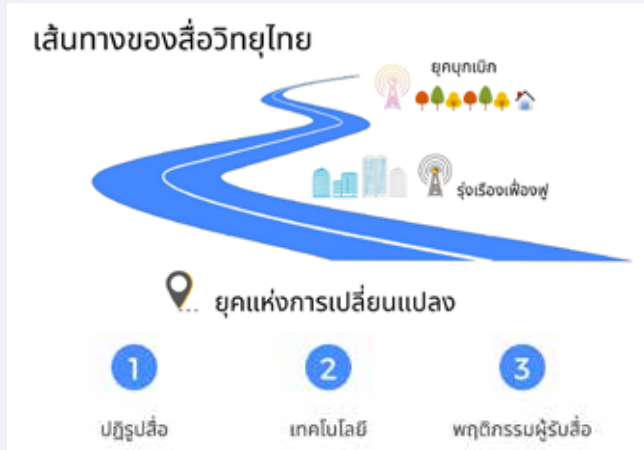 เส้นทางของสื่อวิทยุไทย
ยุคบุกเบิก
รุ่งเรืองเฟื่องฟู
ยุคแห่งการเปลี่ยนแปลง
1
2
3
ปฏิรูปสื่อ
เทคโนโลยี
พฤติกรรมผู้รับสื่อ